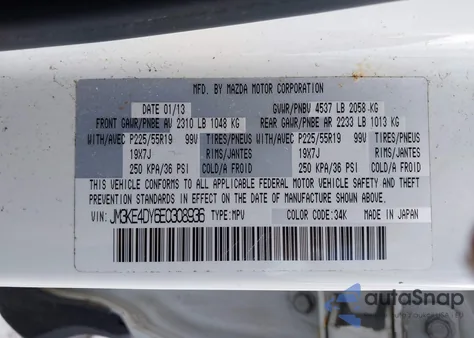 MFD. BY MAZDA MOTOR CORPORATION
DATE 01/13 GVWR/PNBV 4537 LB 2058 KG
FRONT GAWR/PNBE AV 2310 LB 1048 KG REAR GAWR/PNBE AR 2233 LB 1013 KG
WITH/AVEC P225/55R19 99V TIRES/PNEUS WITH/AVEC P225/55R19 99V TIRES/PNEUS
19X7J RIMS/JANTES 19X7J RIMS/JANTES
250 KPA/36 PSI COLD/A FROID 250 KPA/36 PSI COLD/A FROID
THIS VEHICLE CONFORMS TO ALL APPLICABLE FEDERAL MOTOR VEHICLE SAFETY AND THEFT
PREVENTION STANDARDS IN EFFECT ON THE DATE OF MANUFACTURE SHOWN ABOVE.
VIN: JM3KE4DY6E0308936 TYPE:MPV COLOR CODE:34K MADE IN JAPAN
autoSnap